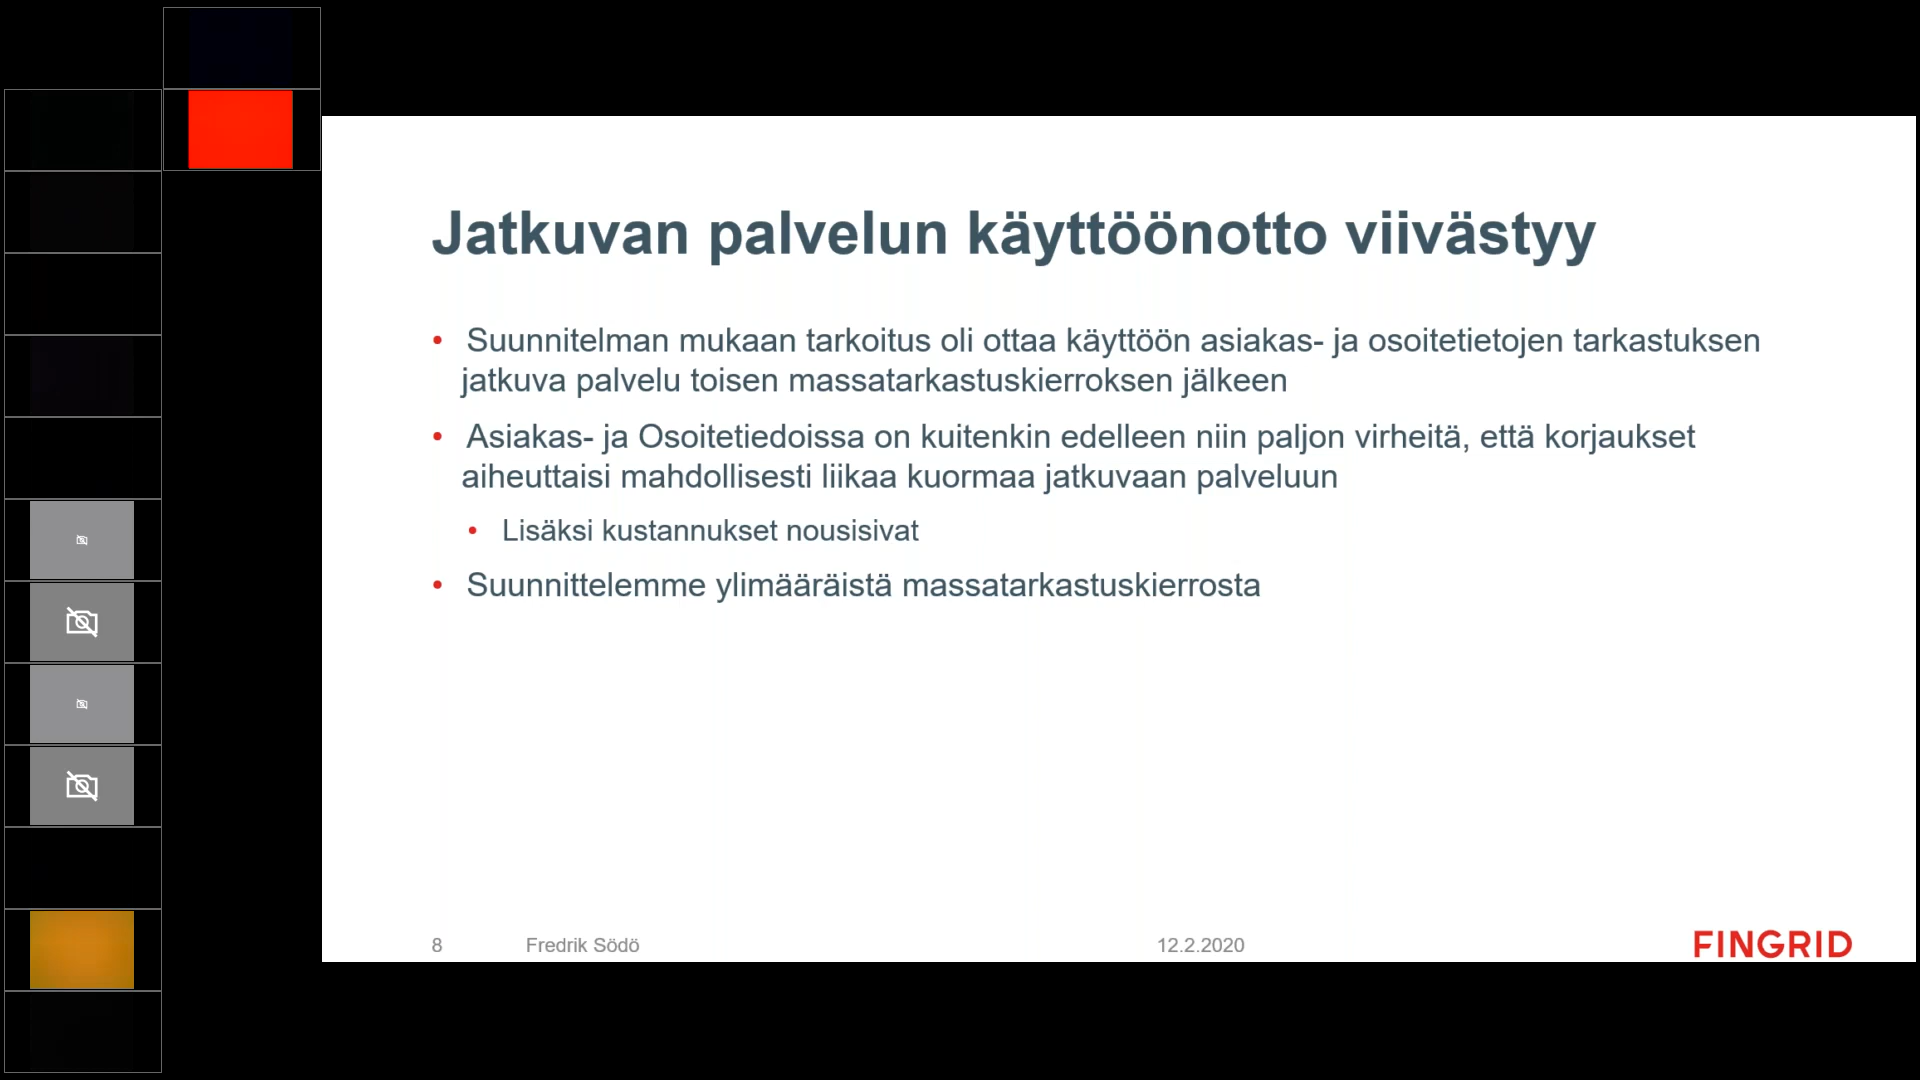 Jatkuvan palvelun käyttöönotto viivästyy
• Suunnitelman mukaan tarkoitus oli ottaa käyttöön asiakas- ja osoitetietojen tarkastuksen
jatkuva palvelu toisen massatarkastuskierroksen jälkeen
• Asiakas- ja Osoitetiedoissa on kuitenkin edelleen niin paljon virheitä, että korjaukset
aiheuttaisi mahdollisesti liikaa kuormaa jatkuvaan palveluun
• Lisäksi kustannukset nousisivat
• Suunnittelemme ylimääräistä massatarkastuskierrosta
8 Fredrik Södö 12.2.2020 FINGRID